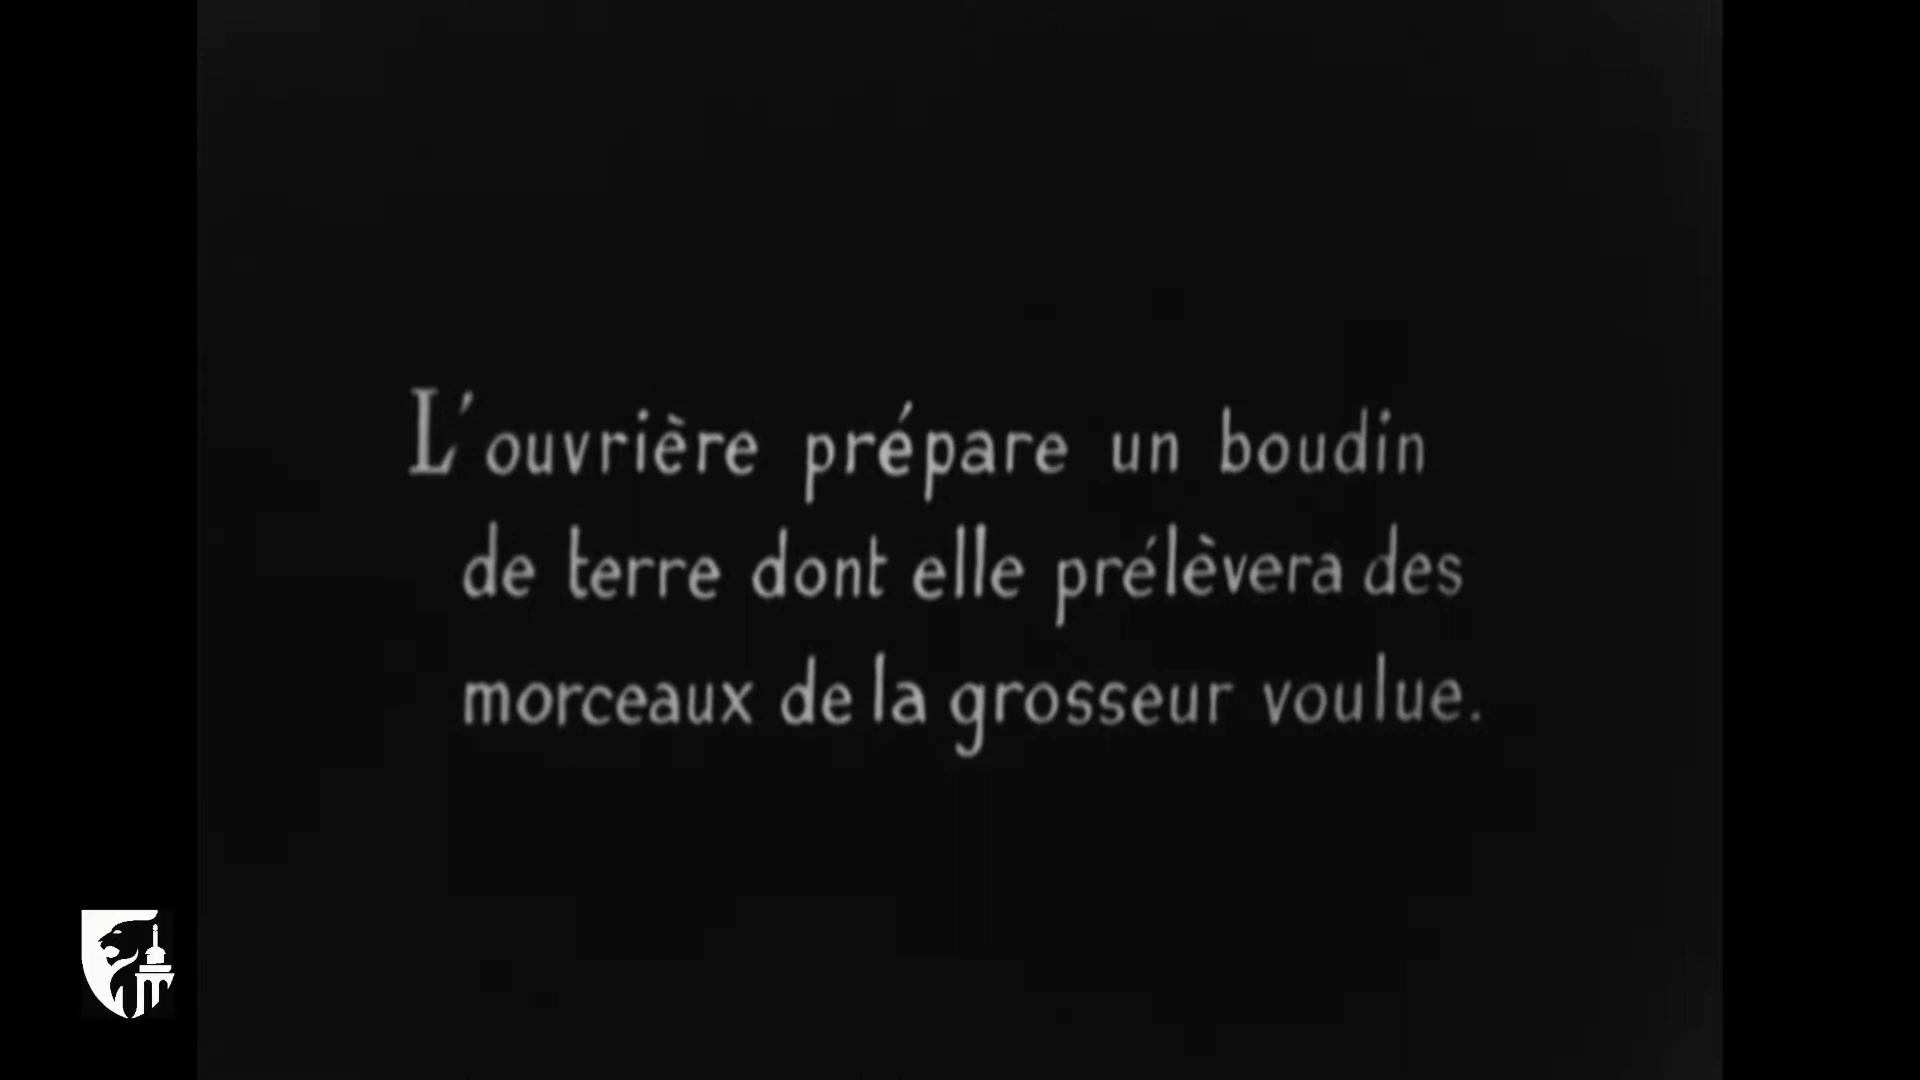 L'ouvrière prépare un boudin
de terre dont elle prélèvera des
morceaux de la grosseur voulue.